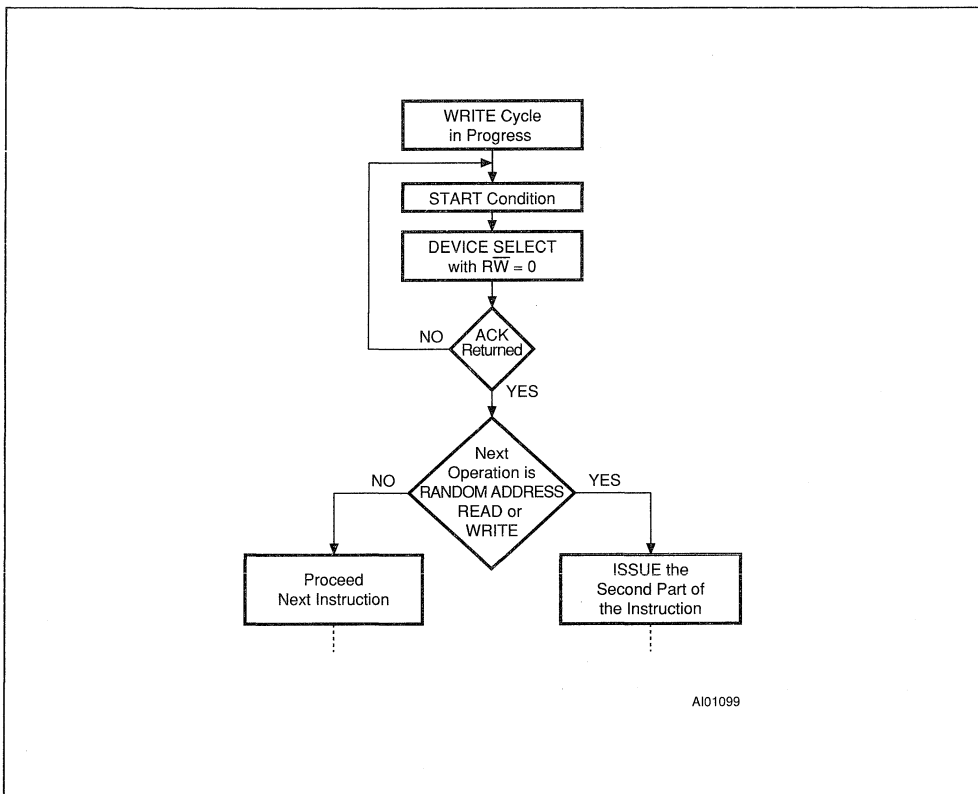 WRITE Cycle
in Progress
START Condition
DEVICE SELECT
with RW̅ = 0
NO
ACK
Returned
YES
Next
Operation is
RANDOM ADDRESS
READ or
WRITE
NO
YES
Proceed
Next Instruction
ISSUE the
Second Part of
the Instruction
AI01099